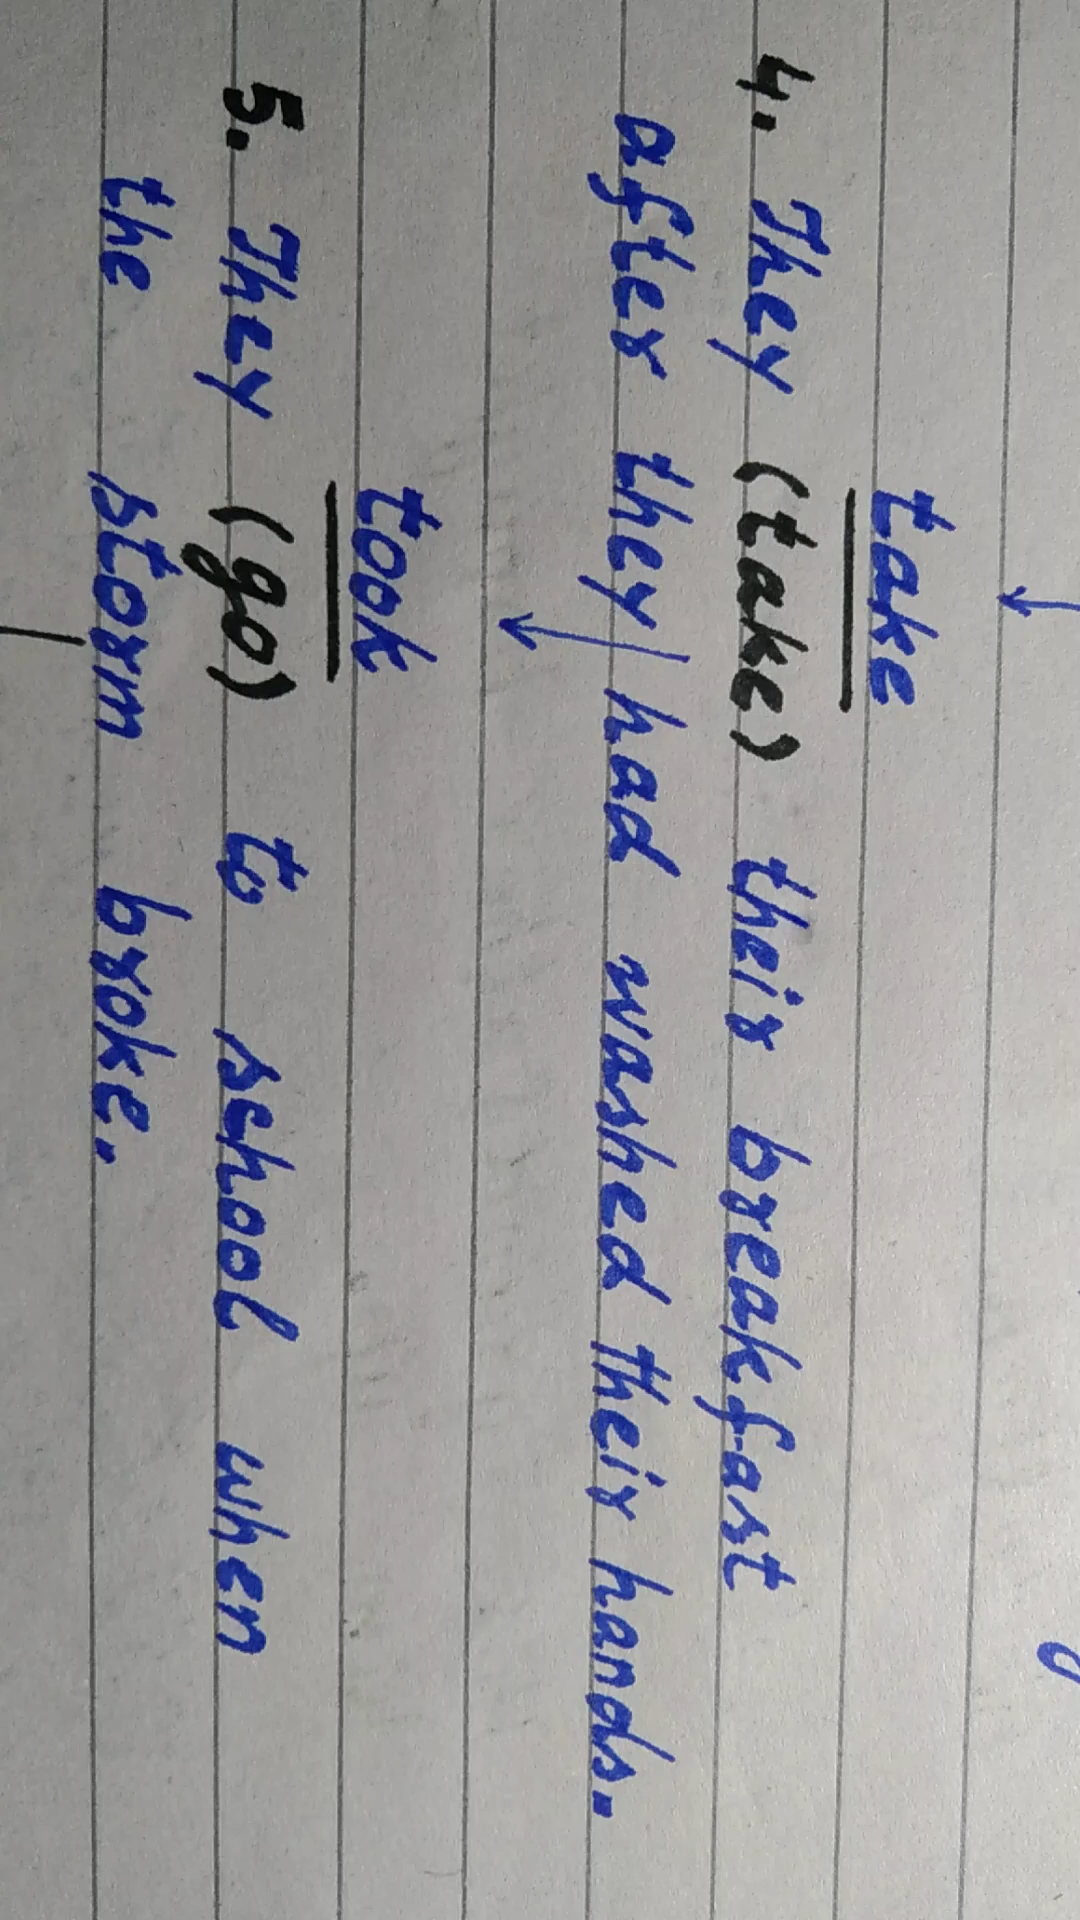 take
4. They (take) their breakfast
after they had washed their hands.
took
5. They (go) to school when
the storm broke.